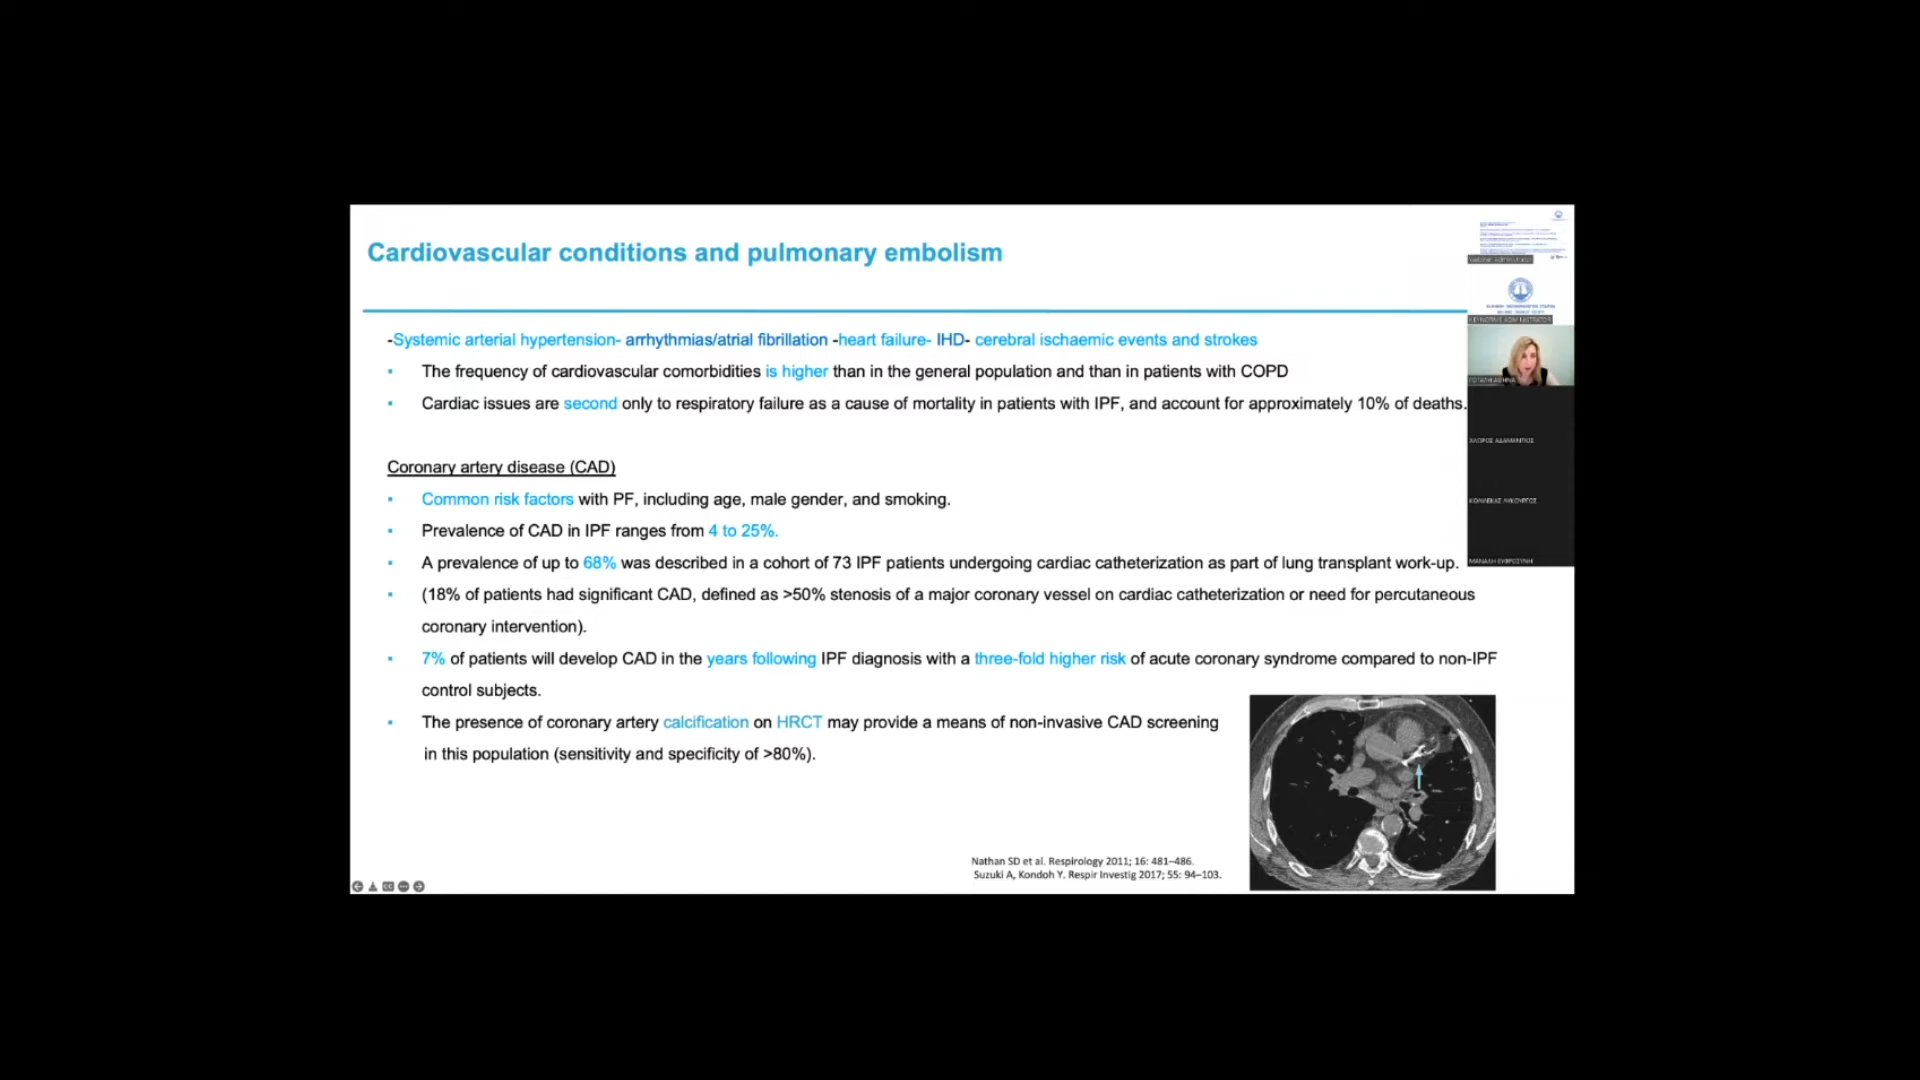 Cardiovascular conditions and pulmonary embolism
-Systemic arterial hypertension- arrhythmias/atrial fibrillation -heart failure- IHD- cerebral ischaemic events and strokes
▪ The frequency of cardiovascular comorbidities is higher than in the general population and than in patients with COPD
▪ Cardiac issues are second only to respiratory failure as a cause of mortality in patients with IPF, and account for approximately 10% of deaths.
Coronary artery disease (CAD)
▪ Common risk factors with PF, including age, male gender, and smoking.
▪ Prevalence of CAD in IPF ranges from 4 to 25%.
▪ A prevalence of up to 68% was described in a cohort of 73 IPF patients undergoing cardiac catheterization as part of lung transplant work-up.
▪ (18% of patients had significant CAD, defined as >50% stenosis of a major coronary vessel on cardiac catheterization or need for percutaneous
coronary intervention).
▪ 7% of patients will develop CAD in the years following IPF diagnosis with a three-fold higher risk of acute coronary syndrome compared to non-IPF
control subjects.
▪ The presence of coronary artery calcification on HRCT may provide a means of non-invasive CAD screening
in this population (sensitivity and specificity of >80%).
Nathan SD et al. Respirology 2011; 16: 481–486.
Suzuki A, Kondoh Y. Respir Investig 2017; 55: 94–103.